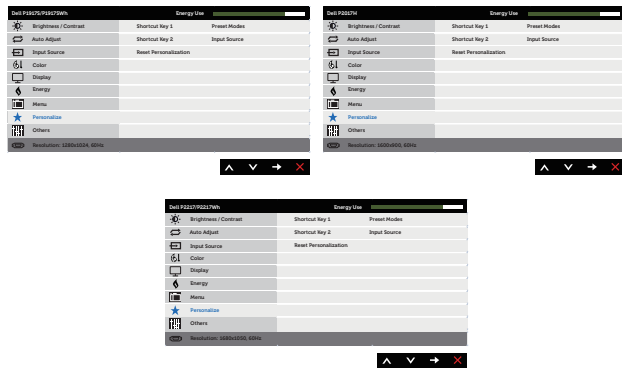 Dell P1917S/P1917SWh Energy Use
Brightness / Contrast Shortcut Key 1 Preset Modes
Auto Adjust Shortcut Key 2 Input Source
Input Source Reset Personalization
Color
Display
Energy
Menu
Personalize
Others
Resolution: 1280x1024, 60Hz
Dell P2017H Energy Use
Brightness / Contrast Shortcut Key 1 Preset Modes
Auto Adjust Shortcut Key 2 Input Source
Input Source Reset Personalization
Color
Display
Energy
Menu
Personalize
Others
Resolution: 1600x900, 60Hz
Dell P2217/P2217Wh Energy Use
Brightness / Contrast Shortcut Key 1 Preset Modes
Auto Adjust Shortcut Key 2 Input Source
Input Source Reset Personalization
Color
Display
Energy
Menu
Personalize
Others
Resolution: 1680x1050, 60Hz